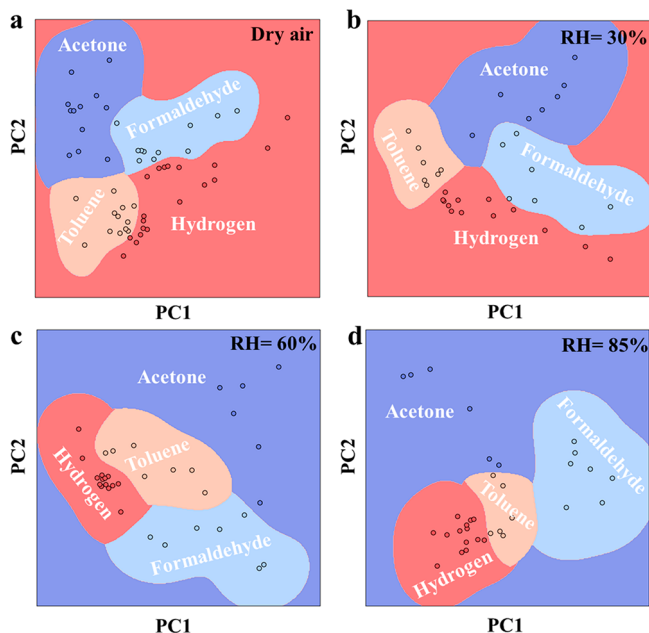 a
Dry air
Acetone
Formaldehyde
Toluene
Hydrogen
PC2
PC1
b
RH= 30%
Acetone
Toluene
Formaldehyde
Hydrogen
PC2
PC1
c
RH= 60%
Acetone
Toluene
Hydrogen
Formaldehyde
PC2
PC1
d
RH= 85%
Acetone
Formaldehyde
Toluene
Hydrogen
PC2
PC1